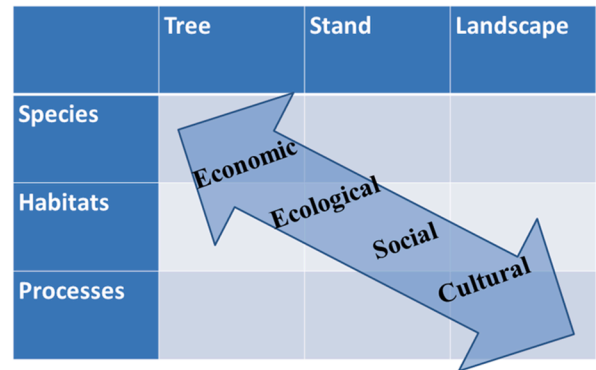 Tree Stand Landscape
Species
Economic
Habitats
Ecological
Social
Processes
Cultural